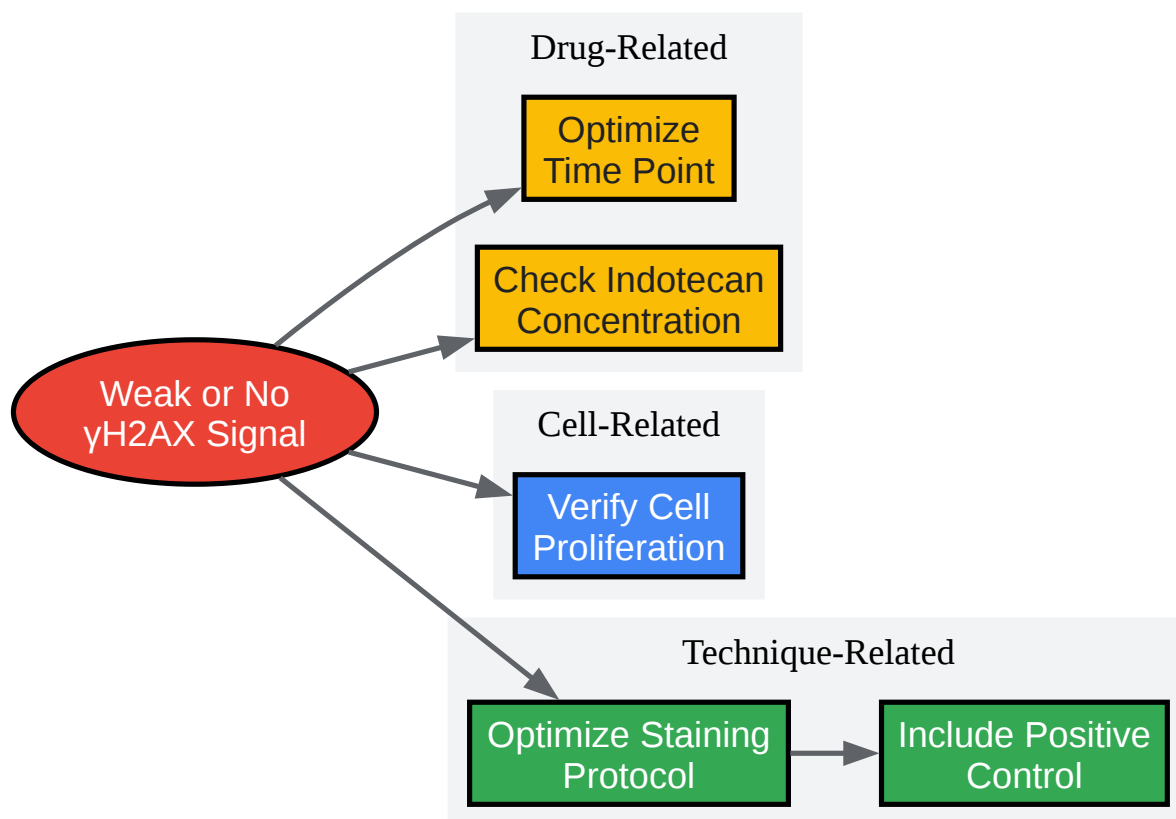 Drug-Related
Optimize
Time Point
Check Indotecan
Concentration
Weak or No
γH2AX Signal
Cell-Related
Verify Cell
Proliferation
Technique-Related
Optimize Staining
Protocol
Include Positive
Control